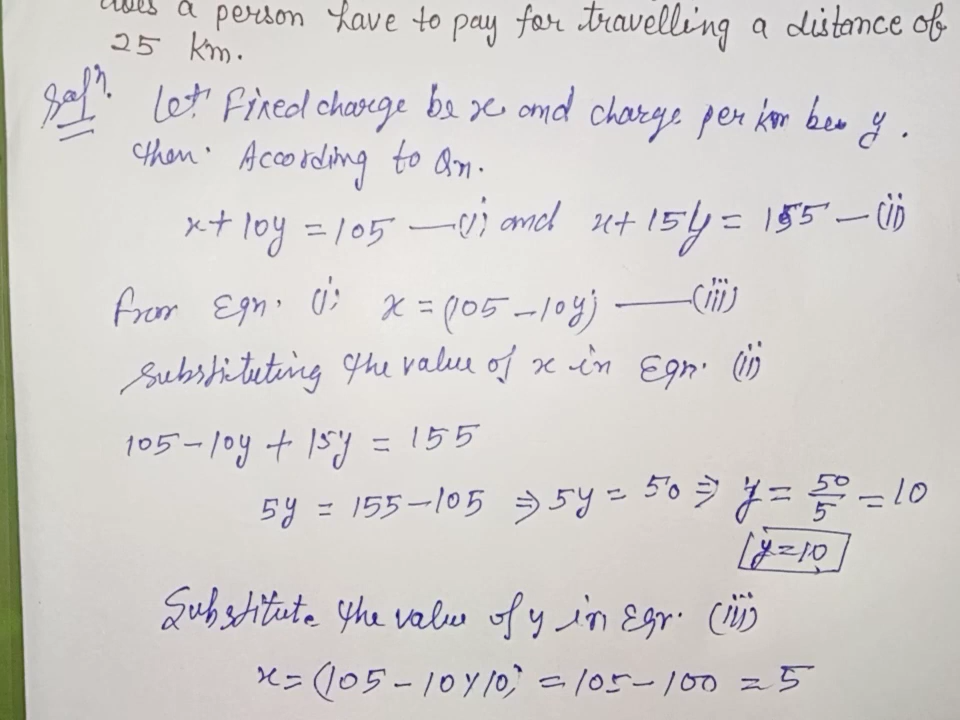 does a person have to pay for travelling a distance of
25 km.
Solⁿ. Let fixed charge be x and charge per km be y.
then. According to Qn.
x + 10y = 105 — (i) and x + 15y = 155 — (ii)
from Eqn. (i) x = (105 - 10y) — (iii)
Substituting the value of x in Eqn. (ii)
105 - 10y + 15y = 155
5y = 155 - 105 ⇒ 5y = 50 ⇒ y = 50/5 = 10
y = 10
Substitute the value of y in Eqn. (iii)
x = (105 - 10 × 10) = 105 - 100 = 5